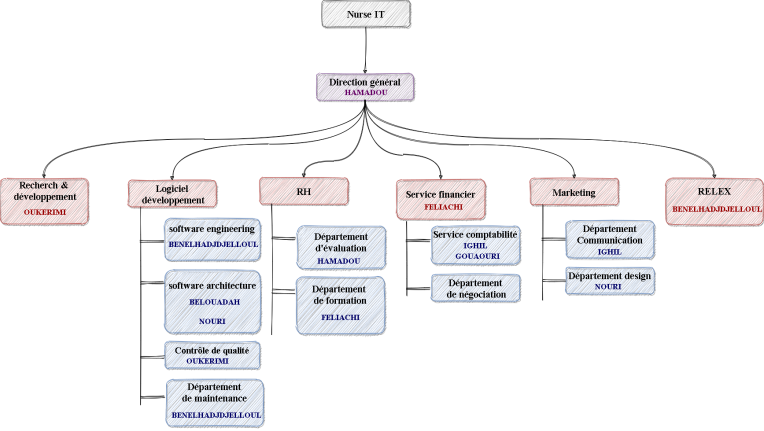 Nurse IT
Direction général
HAMADOU
Recherch &
développement
OUKERIMI
Logiciel
développement
software engineering
BENELHADJDJELLOUL
software architecture
BELOUADAH
NOURI
Contrôle de qualité
OUKERIMI
Département
de maintenance
BENELHADJDJELLOUL
RH
Département
d'évaluation
HAMADOU
Département
de formation
FELIACHI
Service financier
FELIACHI
Service comptabilité
IGHIL
GOUAOURI
Département
de négociation
Marketing
Département
Communication
IGHIL
Département design
NOURI
RELEX
BENELHADJDJELLOUL